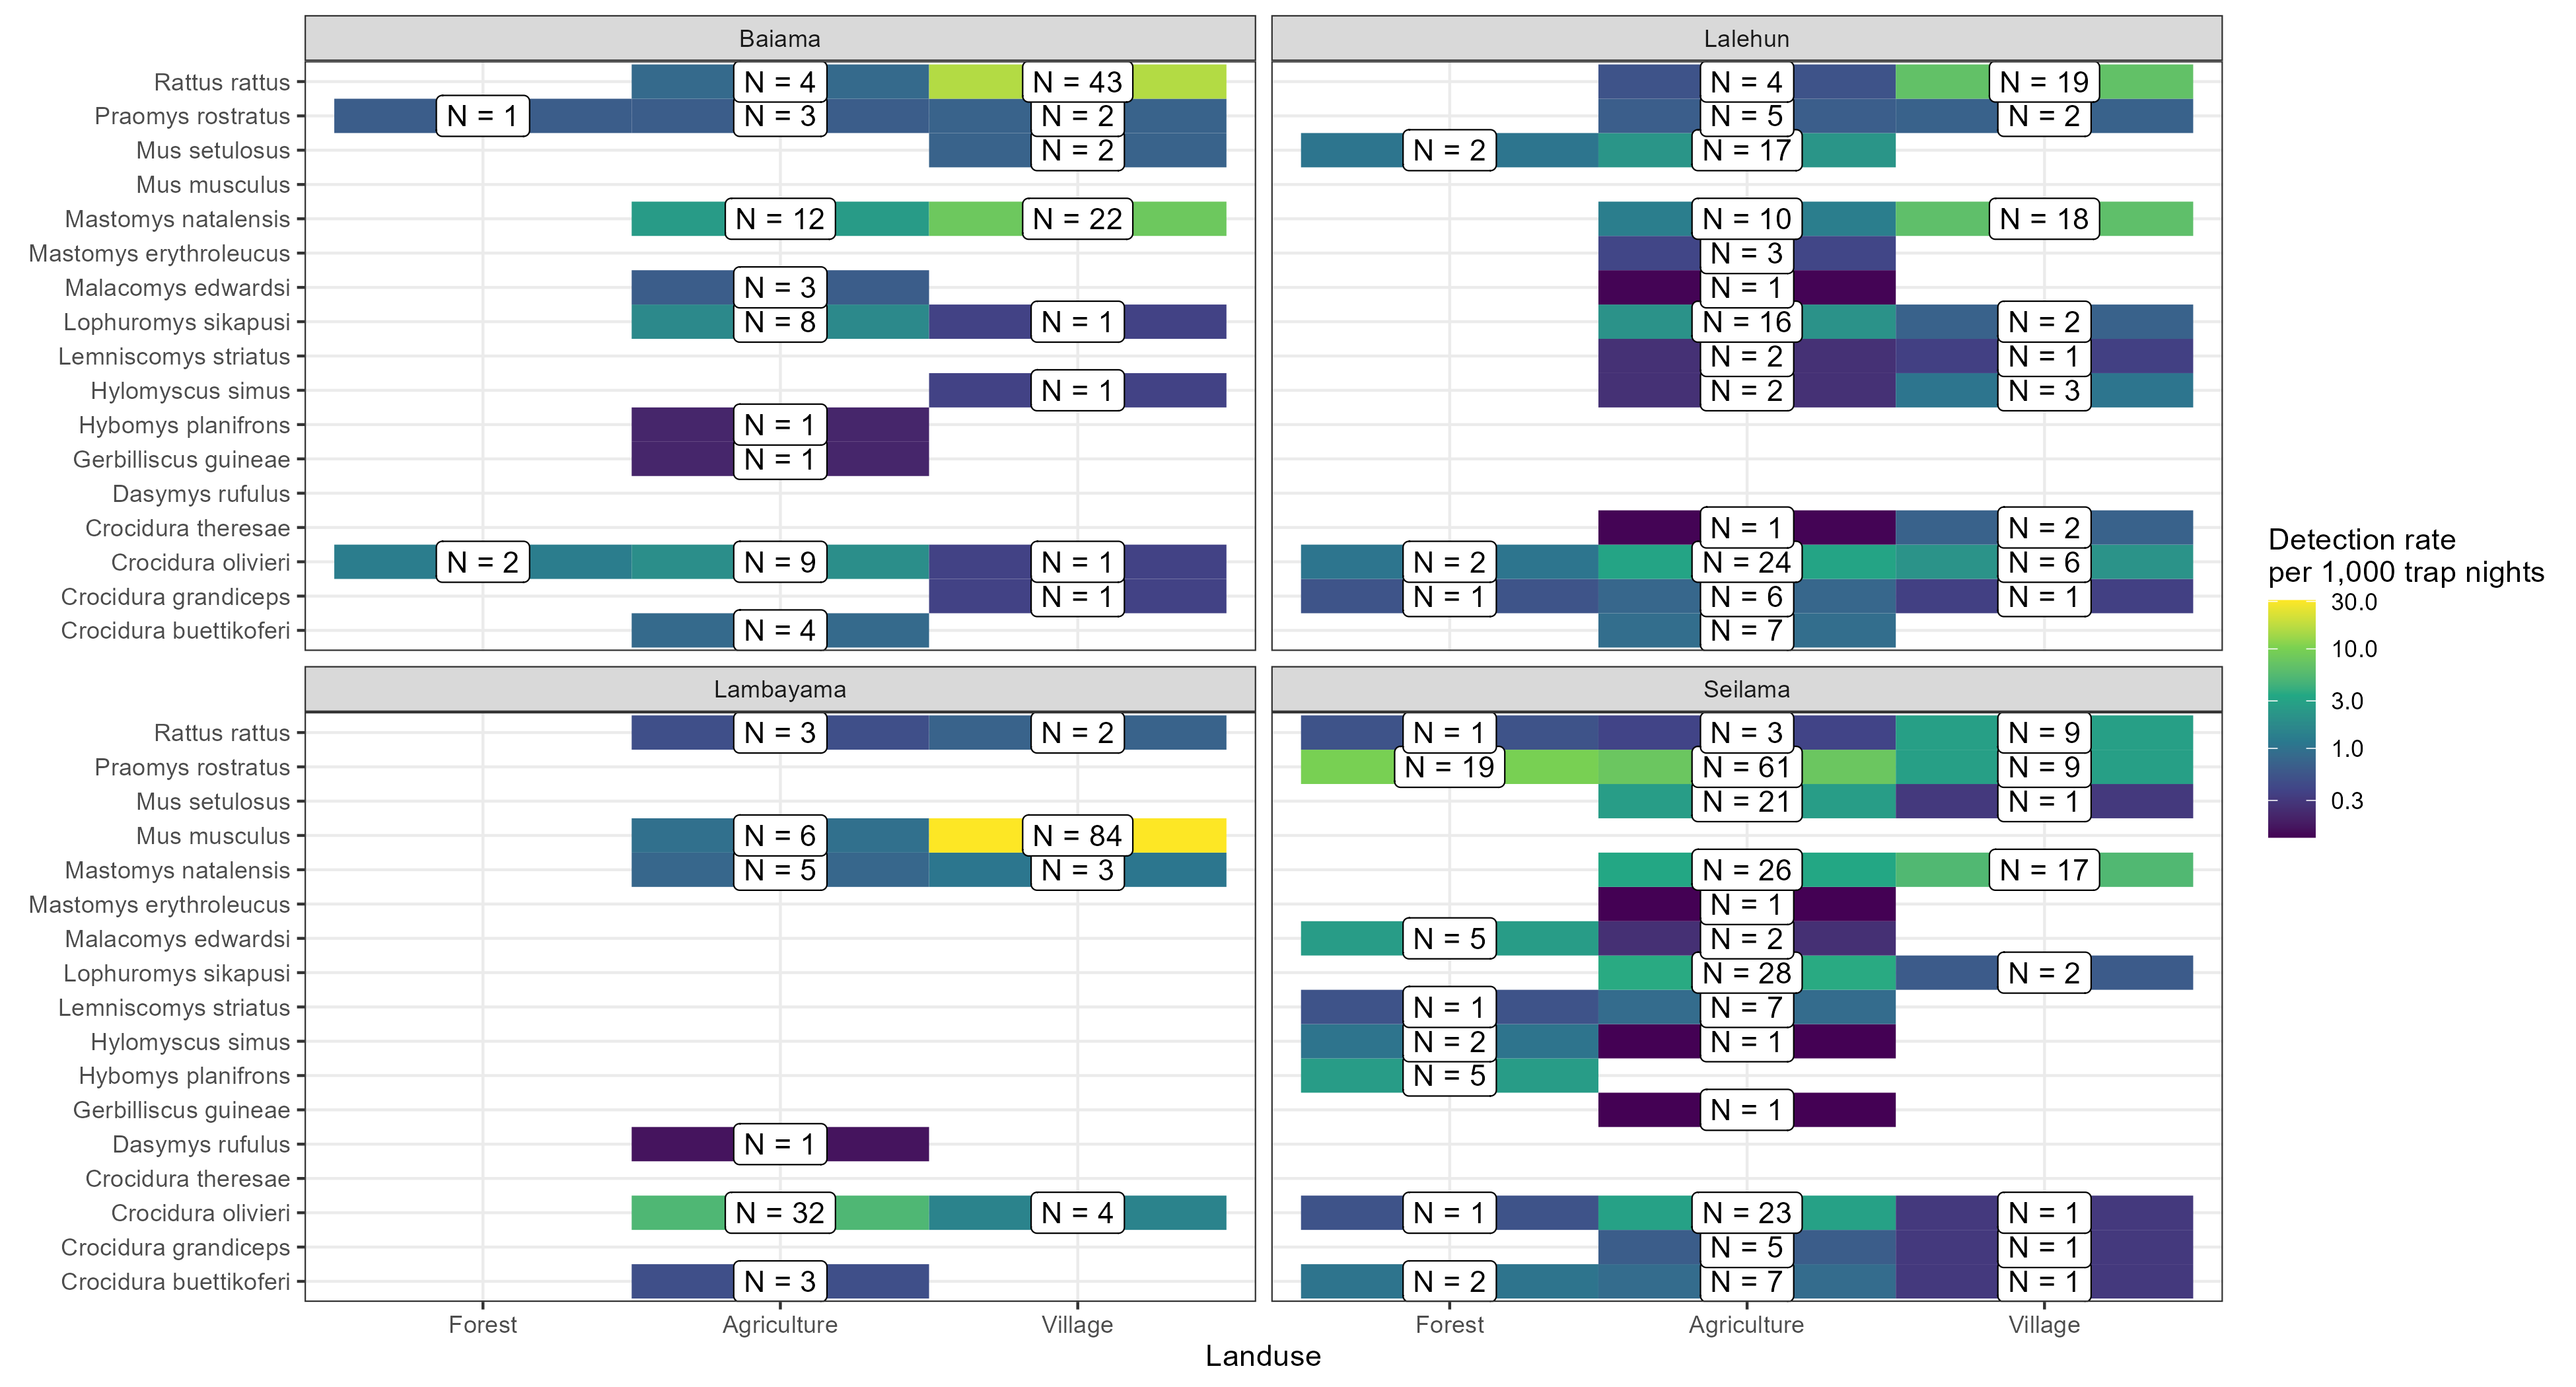 Baiama
Lalehun
Rattus rattus
N = 4
N = 43
N = 4
N = 19
Praomys rostratus
N = 1
N = 3
N = 2
N = 5
N = 2
Mus setulosus
N = 2
N = 2
N = 17
Mus musculus
Mastomys natalensis
N = 12
N = 22
N = 10
N = 18
Mastomys erythroleucus
N = 3
Malacomys edwardsi
N = 3
N = 1
Lophuromys sikapusi
N = 8
N = 1
N = 16
N = 2
Lemniscomys striatus
N = 2
N = 1
Hylomyscus simus
N = 1
N = 2
N = 3
Hybomys planifrons
N = 1
Gerbilliscus guineae
N = 1
Dasymys rufulus
Crocidura theresae
N = 1
N = 2
Crocidura olivieri
N = 2
N = 9
N = 1
N = 2
N = 24
N = 6
Crocidura grandiceps
N = 1
N = 1
N = 6
N = 1
Crocidura buettikoferi
N = 4
N = 7
Lambayama
Seilama
Rattus rattus
N = 3
N = 2
N = 1
N = 3
N = 9
Praomys rostratus
N = 19
N = 61
N = 9
Mus setulosus
N = 21
N = 1
Mus musculus
N = 6
N = 84
Mastomys natalensis
N = 5
N = 3
N = 26
N = 17
Mastomys erythroleucus
N = 1
Malacomys edwardsi
N = 5
N = 2
Lophuromys sikapusi
N = 28
N = 2
Lemniscomys striatus
N = 1
N = 7
Hylomyscus simus
N = 2
N = 1
Hybomys planifrons
N = 5
Gerbilliscus guineae
N = 1
Dasymys rufulus
N = 1
Crocidura theresae
Crocidura olivieri
N = 32
N = 4
N = 1
N = 23
N = 1
Crocidura grandiceps
N = 5
N = 1
Crocidura buettikoferi
N = 3
N = 2
N = 7
N = 1
Forest
Agriculture
Village
Forest
Agriculture
Village
Landuse
Detection rate
per 1,000 trap nights
30.0
10.0
3.0
1.0
0.3